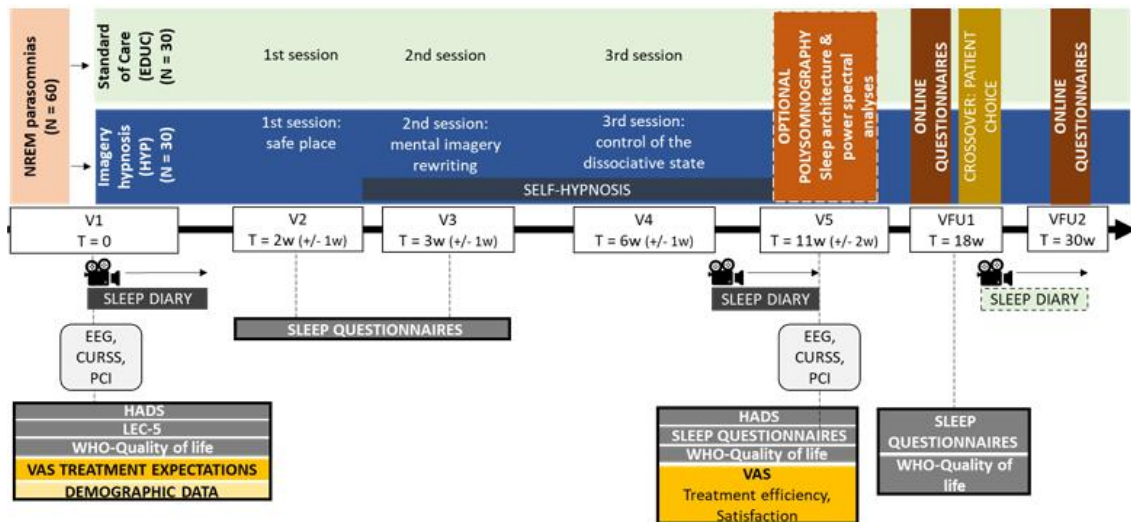 NREM parasomnias
(N = 60)
Standard
of Care
(EDUC)
(N = 30)
1st session
2nd session
3rd session
Imagery
hypnosis
(HYP)
(N = 30)
1st session:
safe place
2nd session:
mental imagery
rewriting
3rd session:
control of the
dissociative state
SELF-HYPNOSIS
OPTIONAL
POLYSOMNOGRAPHY
Sleep architecture &
power spectral
analyses
ONLINE
QUESTIONNAIRES
CROSSOVER: PATIENT
CHOICE
ONLINE
QUESTIONNAIRES
V1
T = 0
V2
T = 2w (+/- 1w)
V3
T = 3w (+/- 1w)
V4
T = 6w (+/- 1w)
V5
T = 11w (+/- 2w)
VFU1
T = 18w
VFU2
T = 30w
SLEEP DIARY
SLEEP DIARY
SLEEP DIARY
SLEEP QUESTIONNAIRES
EEG,
CURSS,
PCI
EEG,
CURSS,
PCI
HADS
LEC-5
WHO-Quality of life
VAS TREATMENT EXPECTATIONS
DEMOGRAPHIC DATA
HADS
SLEEP QUESTIONNAIRES
WHO-Quality of life
VAS
Treatment efficiency,
Satisfaction
SLEEP
QUESTIONNAIRES
WHO-Quality of
life